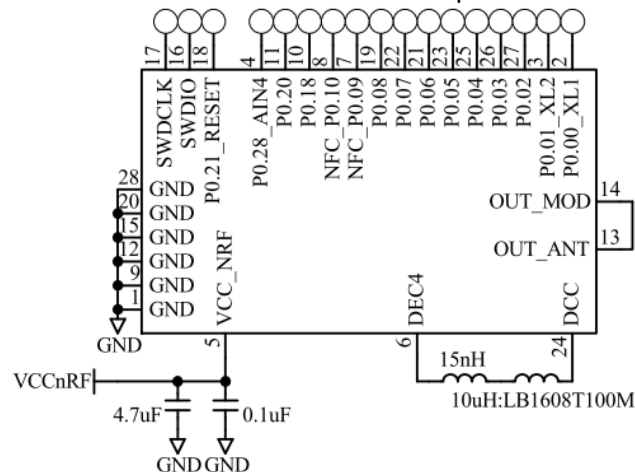 17 16 18 4 11 10 8 7 19 22 21 23 25 26 27 3 2
SWDCLK
SWDIO
P0.21_RESET
P0.28_AIN4
P0.20
P0.18
NFC_P0.10
NFC_P0.09
P0.08
P0.07
P0.06
P0.05
P0.04
P0.03
P0.02
P0.01_XL2
P0.00_XL1
28 GND
20 GND
15 GND
12 GND
9 GND
1 GND
GND
OUT_MOD 14
OUT_ANT 13
VCC_NRF
DEC4
DCC
5 6 24
VCCnRF
15nH
10uH:LB1608T100M
4.7uF 0.1uF
GND GND